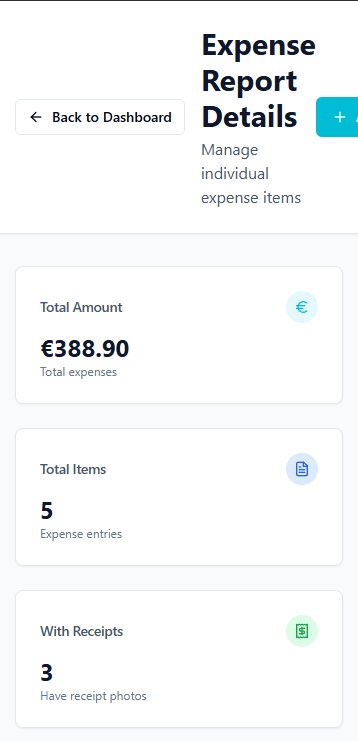 Expense
Report
Details
← Back to Dashboard
+
Manage
individual
expense items
Total Amount
€
€388.90
Total expenses
Total Items
5
Expense entries
With Receipts
$
3
Have receipt photos